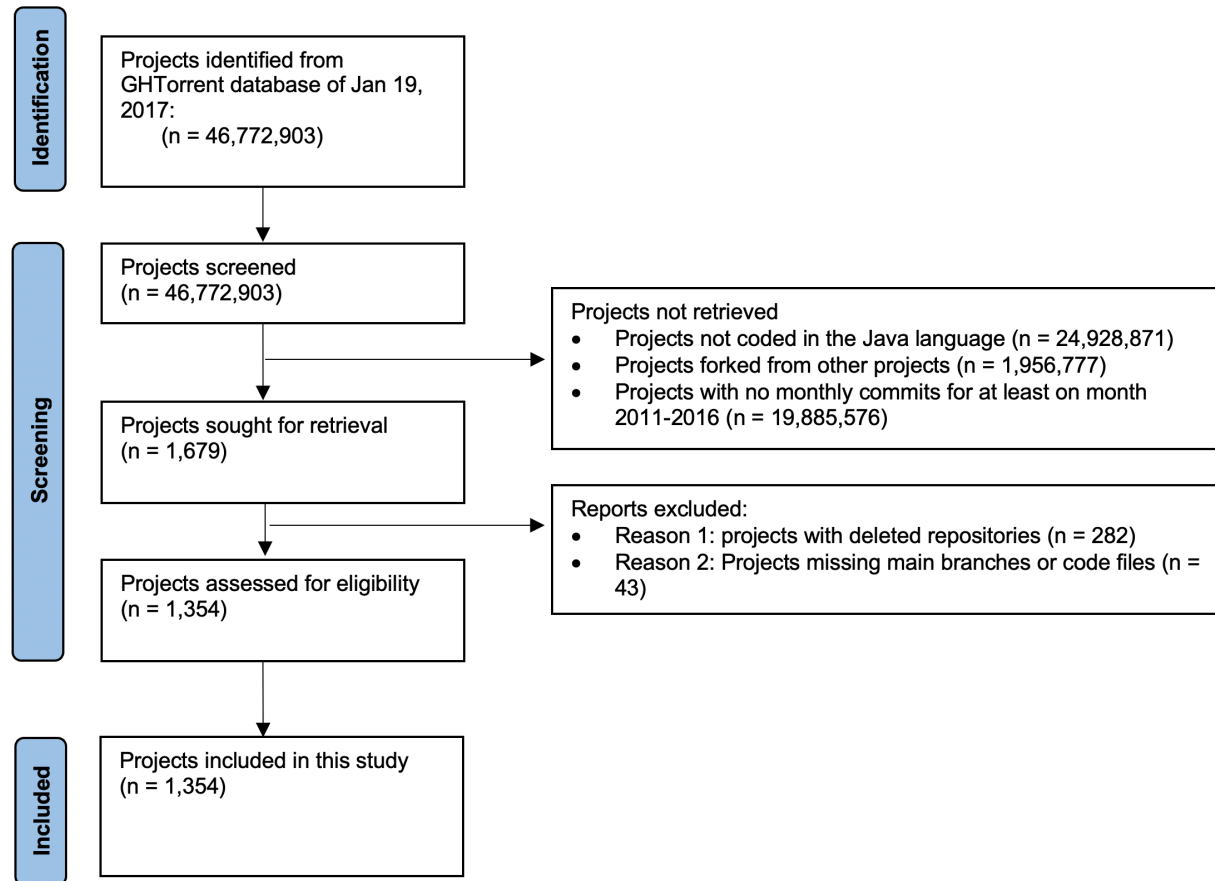 Identification
Projects identified from
GHTorrent database of Jan 19,
2017:
(n = 46,772,903)
Screening
Projects screened
(n = 46,772,903)
Projects not retrieved
• Projects not coded in the Java language (n = 24,928,871)
• Projects forked from other projects (n = 1,956,777)
• Projects with no monthly commits for at least on month
2011-2016 (n = 19,885,576)
Projects sought for retrieval
(n = 1,679)
Reports excluded:
• Reason 1: projects with deleted repositories (n = 282)
• Reason 2: Projects missing main branches or code files (n =
43)
Projects assessed for eligibility
(n = 1,354)
Included
Projects included in this study
(n = 1,354)